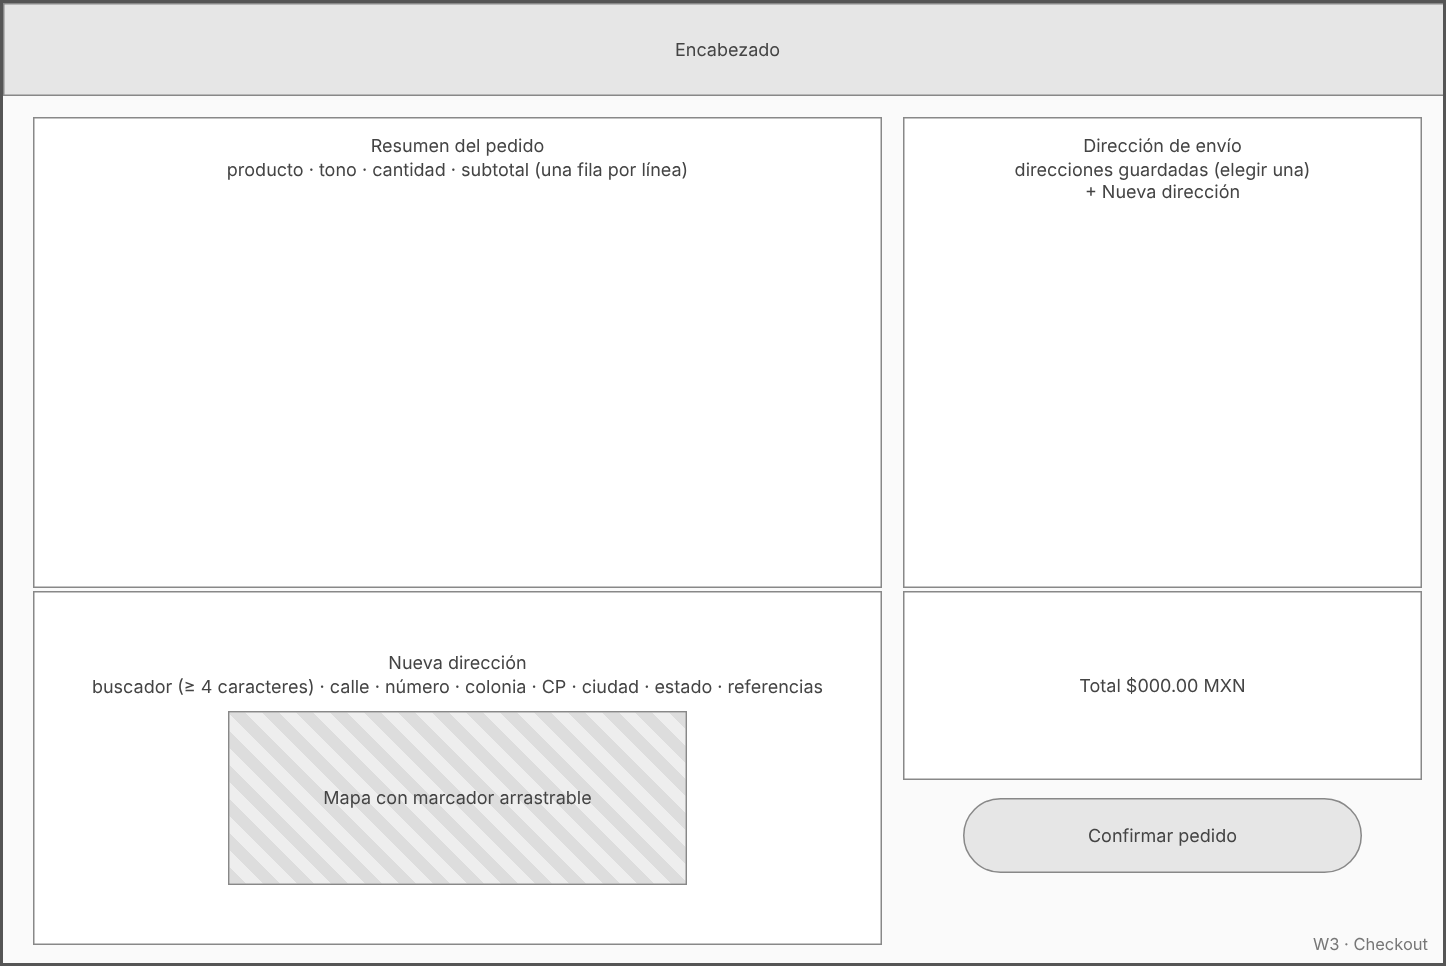 Encabezado
Resumen del pedido
producto · tono · cantidad · subtotal (una fila por línea)
Dirección de envío
direcciones guardadas (elegir una)
+ Nueva dirección
Nueva dirección
buscador (≥ 4 caracteres) · calle · número · colonia · CP · ciudad · estado · referencias
Mapa con marcador arrastrable
Total $000.00 MXN
Confirmar pedido
W3 · Checkout